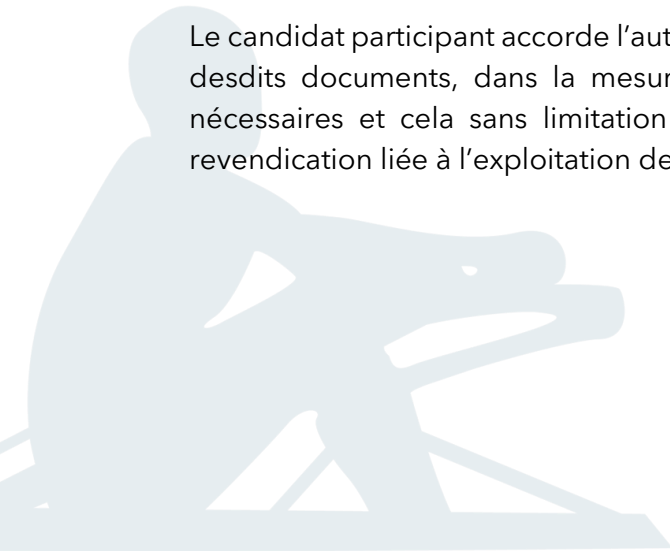 Le candidat participant accorde l’aut
desdits documents, dans la mesur
nécessaires et cela sans limitation
revendication liée à l’exploitation de